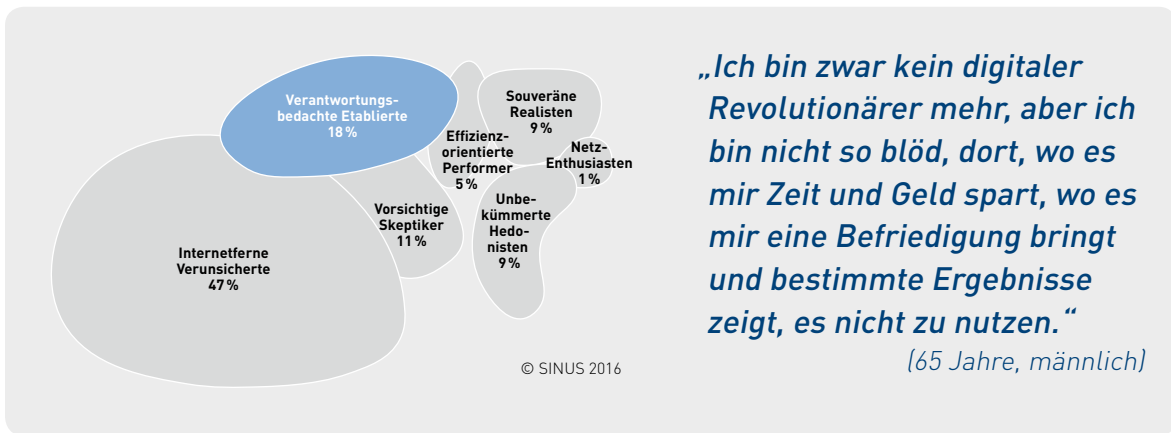 Verantwortungs-
bedachte Etablierte
18 %
Souveräne
Realisten
9 %
Effizienz-
orientierte
Performer
5 %
Netz-
Enthusiasten
1 %
Vorsichtige
Skeptiker
11 %
Unbe-
kümmerte
Hedo-
nisten
9 %
Internetferne
Verunsicherte
47 %
© SINUS 2016
„Ich bin zwar kein digitaler
Revolutionärer mehr, aber ich
bin nicht so blöd, dort, wo es
mir Zeit und Geld spart, wo es
mir eine Befriedigung bringt
und bestimmte Ergebnisse
zeigt, es nicht zu nutzen.“
(65 Jahre, männlich)